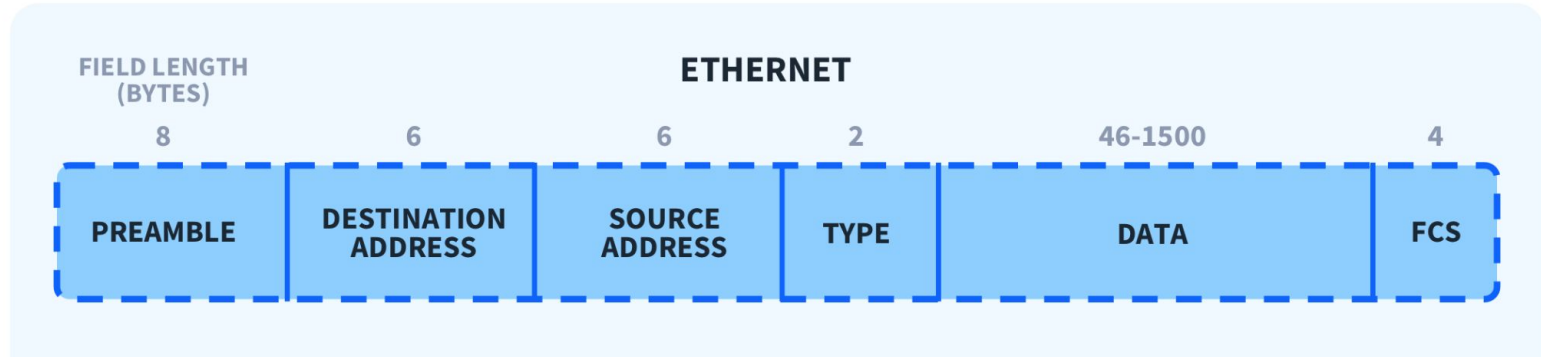 FIELD LENGTH
(BYTES)
ETHERNET
8 6 6 2 46-1500 4
PREAMBLE
DESTINATION
ADDRESS
SOURCE
ADDRESS
TYPE
DATA
FCS